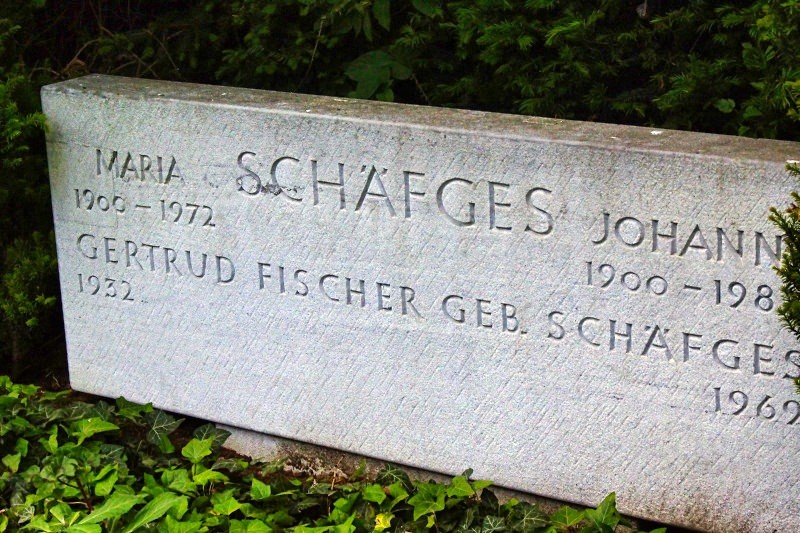 MARIA SCHÄFGES JOHANN
1900 – 1972 1900 – 198
GERTRUD FISCHER GEB. SCHÄFGES
1932 1969